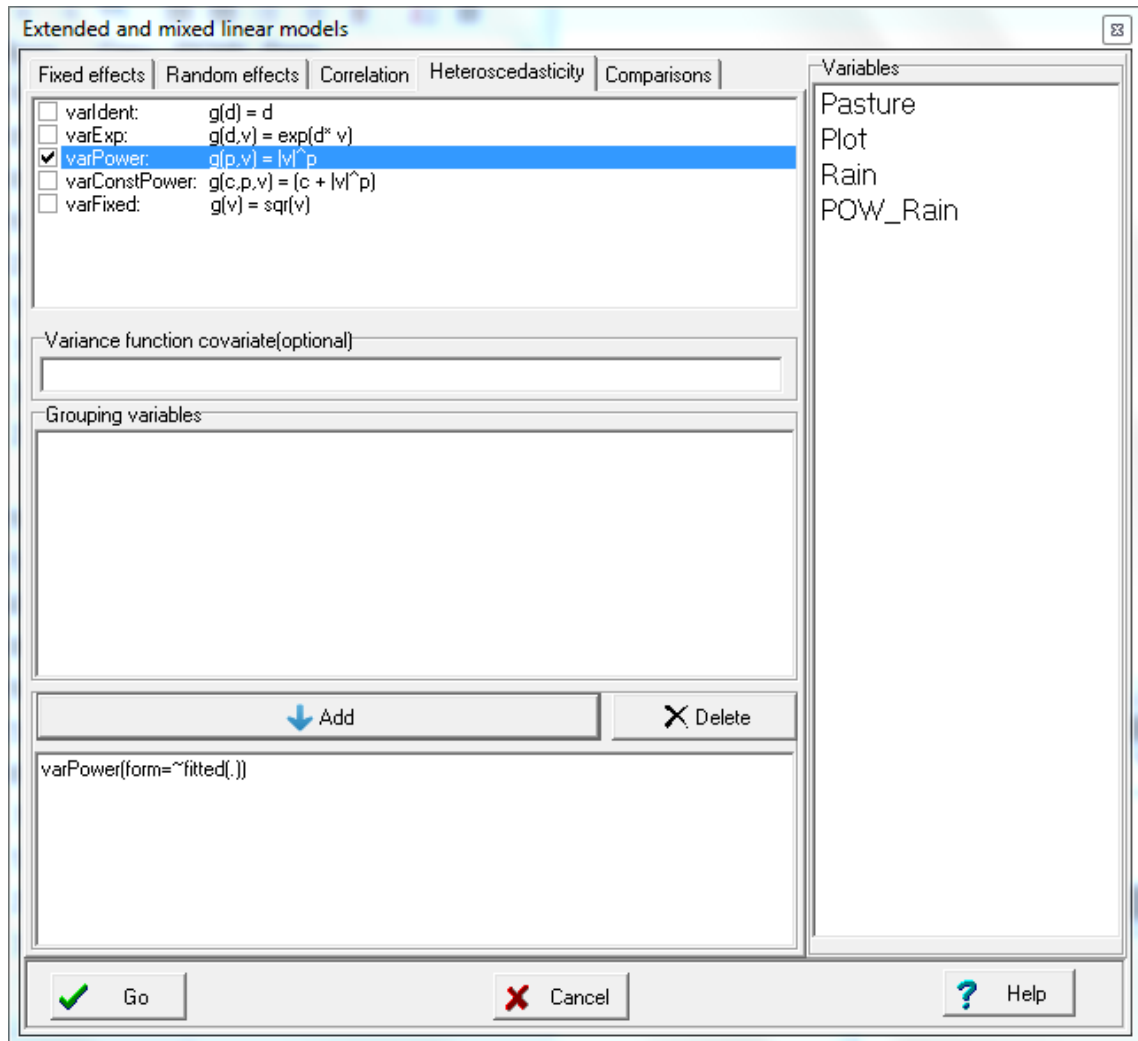 Extended and mixed linear models
Fixed effects Random effects Correlation Heteroscedasticity Comparisons
varIdent: g(d) = d
varExp: g(d,v) = exp(d* v)
varPower: g(p,v) = |v|^p
varConstPower: g(c,p,v) = (c + |v|^p)
varFixed: g(v) = sqr(v)
Variance function covariate(optional)
Grouping variables
Add Delete
varPower(form=~fitted(.))
Variables
Pasture
Plot
Rain
POW_Rain
Go Cancel ? Help